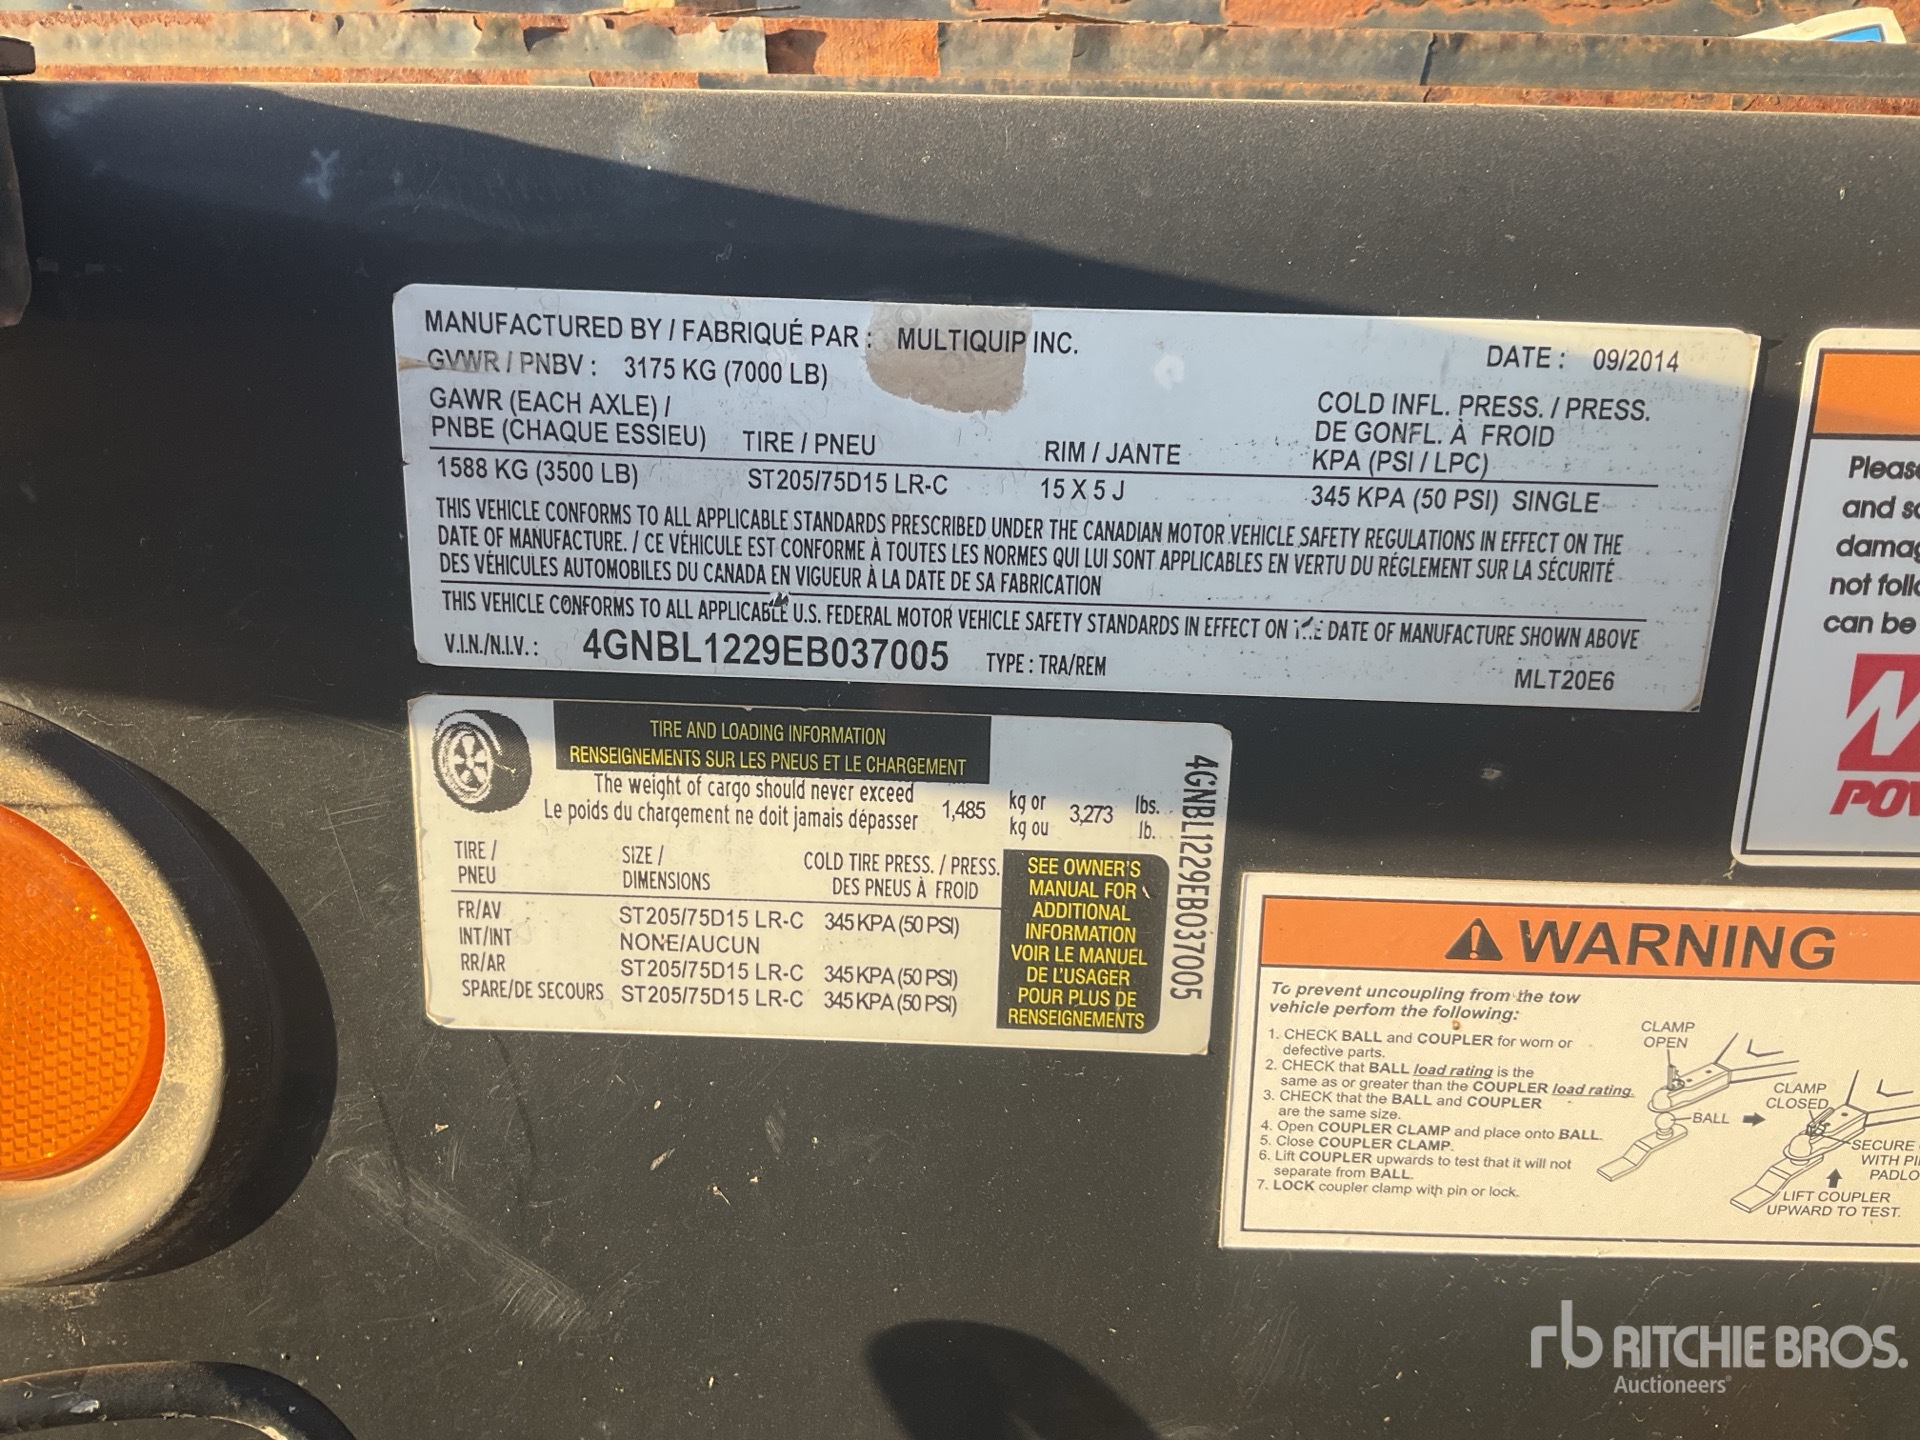 MANUFACTURED BY / FABRIQUÉ PAR : MULTIQUIP INC.
DATE : 09/2014
GVWR / PNBV : 3175 KG (7000 LB)
GAWR (EACH AXLE) /
PNBE (CHAQUE ESSIEU)
TIRE / PNEU
RIM / JANTE
COLD INFL. PRESS. / PRESS.
DE GONFL. À FROID
KPA (PSI / LPC)
1588 KG (3500 LB)
ST205/75D15 LR-C
15 X 5 J
345 KPA (50 PSI) SINGLE
THIS VEHICLE CONFORMS TO ALL APPLICABLE STANDARDS PRESCRIBED UNDER THE CANADIAN MOTOR VEHICLE SAFETY REGULATIONS IN EFFECT ON THE
DATE OF MANUFACTURE. / CE VÉHICULE EST CONFORME À TOUTES LES NORMES QUI LUI SONT APPLICABLES EN VERTU DU RÉGLEMENT SUR LA SÉCURITÉ
DES VÉHICULES AUTOMOBILES DU CANADA EN VIGUEUR À LA DATE DE SA FABRICATION
THIS VEHICLE CONFORMS TO ALL APPLICABLE U.S. FEDERAL MOTOR VEHICLE SAFETY STANDARDS IN EFFECT ON THE DATE OF MANUFACTURE SHOWN ABOVE
V.I.N./N.I.V. : 4GNBL1229EB037005 TYPE : TRA/REM
MLT20E6
TIRE AND LOADING INFORMATION
RENSEIGNEMENTS SUR LES PNEUS ET LE CHARGEMENT
The weight of cargo should never exceed
Le poids du chargement ne doit jamais dépasser
1,485
kg or
kg ou
3,273
lbs.
lb.
TIRE /
PNEU
SIZE /
DIMENSIONS
COLD TIRE PRESS. / PRESS.
DES PNEUS À FROID
FR/AV ST205/75D15 LR-C 345 KPA (50 PSI)
INT/INT NONE/AUCUN
RR/AR ST205/75D15 LR-C 345 KPA (50 PSI)
SPARE/DE SECOURS ST205/75D15 LR-C 345 KPA (50 PSI)
SEE OWNER'S
MANUAL FOR
ADDITIONAL
INFORMATION
VOIR LE MANUEL
DE L'USAGER
POUR PLUS DE
RENSEIGNEMENTS
4GNBL1229EB037005
Please
and
damag
not foll
can be
POW
WARNING
To prevent uncoupling from the tow
vehicle perfom the following:
1. CHECK BALL and COUPLER for worn or
defective parts.
2. CHECK that BALL load rating is the
same as or greater than the COUPLER load rating.
3. CHECK that the BALL and COUPLER
are the same size.
4. Open COUPLER CLAMP and place onto BALL.
5. Close COUPLER CLAMP.
6. Lift COUPLER upwards to test that it will not
separate from BALL.
7. LOCK coupler clamp with pin or lock.
CLAMP
OPEN
BALL
CLAMP
CLOSED
SECURE
WITH PI
PADLO
LIFT COUPLER
UPWARD TO TEST.
rb RITCHIE BROS.
Auctioneers